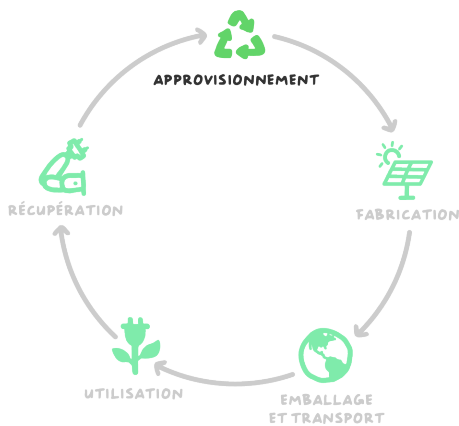 APPROVISIONNEMENT
RÉCUPÉRATION
FABRICATION
UTILISATION
EMBALLAGE
ET TRANSPORT